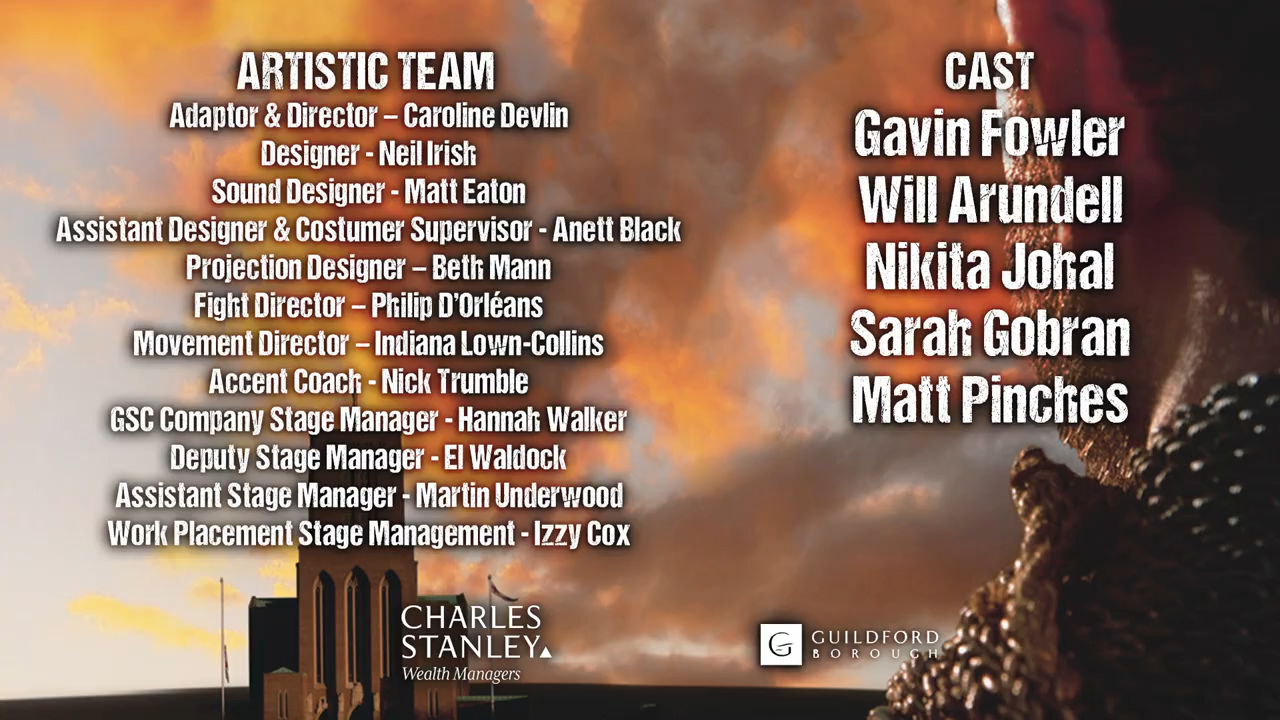 ARTISTIC TEAM
Adaptor & Director – Caroline Devlin
Designer - Neil Irish
Sound Designer - Matt Eaton
Assistant Designer & Costumer Supervisor - Anett Black
Projection Designer – Beth Mann
Fight Director – Philip D'Orléans
Movement Director – Indiana Lown-Collins
Accent Coach - Nick Trumble
GSC Company Stage Manager - Hannah Walker
Deputy Stage Manager - El Waldock
Assistant Stage Manager - Martin Underwood
Work Placement Stage Management - Izzy Cox
CAST
Gavin Fowler
Will Arundell
Nikita Johal
Sarah Gobran
Matt Pinches
CHARLES
STANLEY
Wealth Managers
G
GUILDFORD
BOROUGH